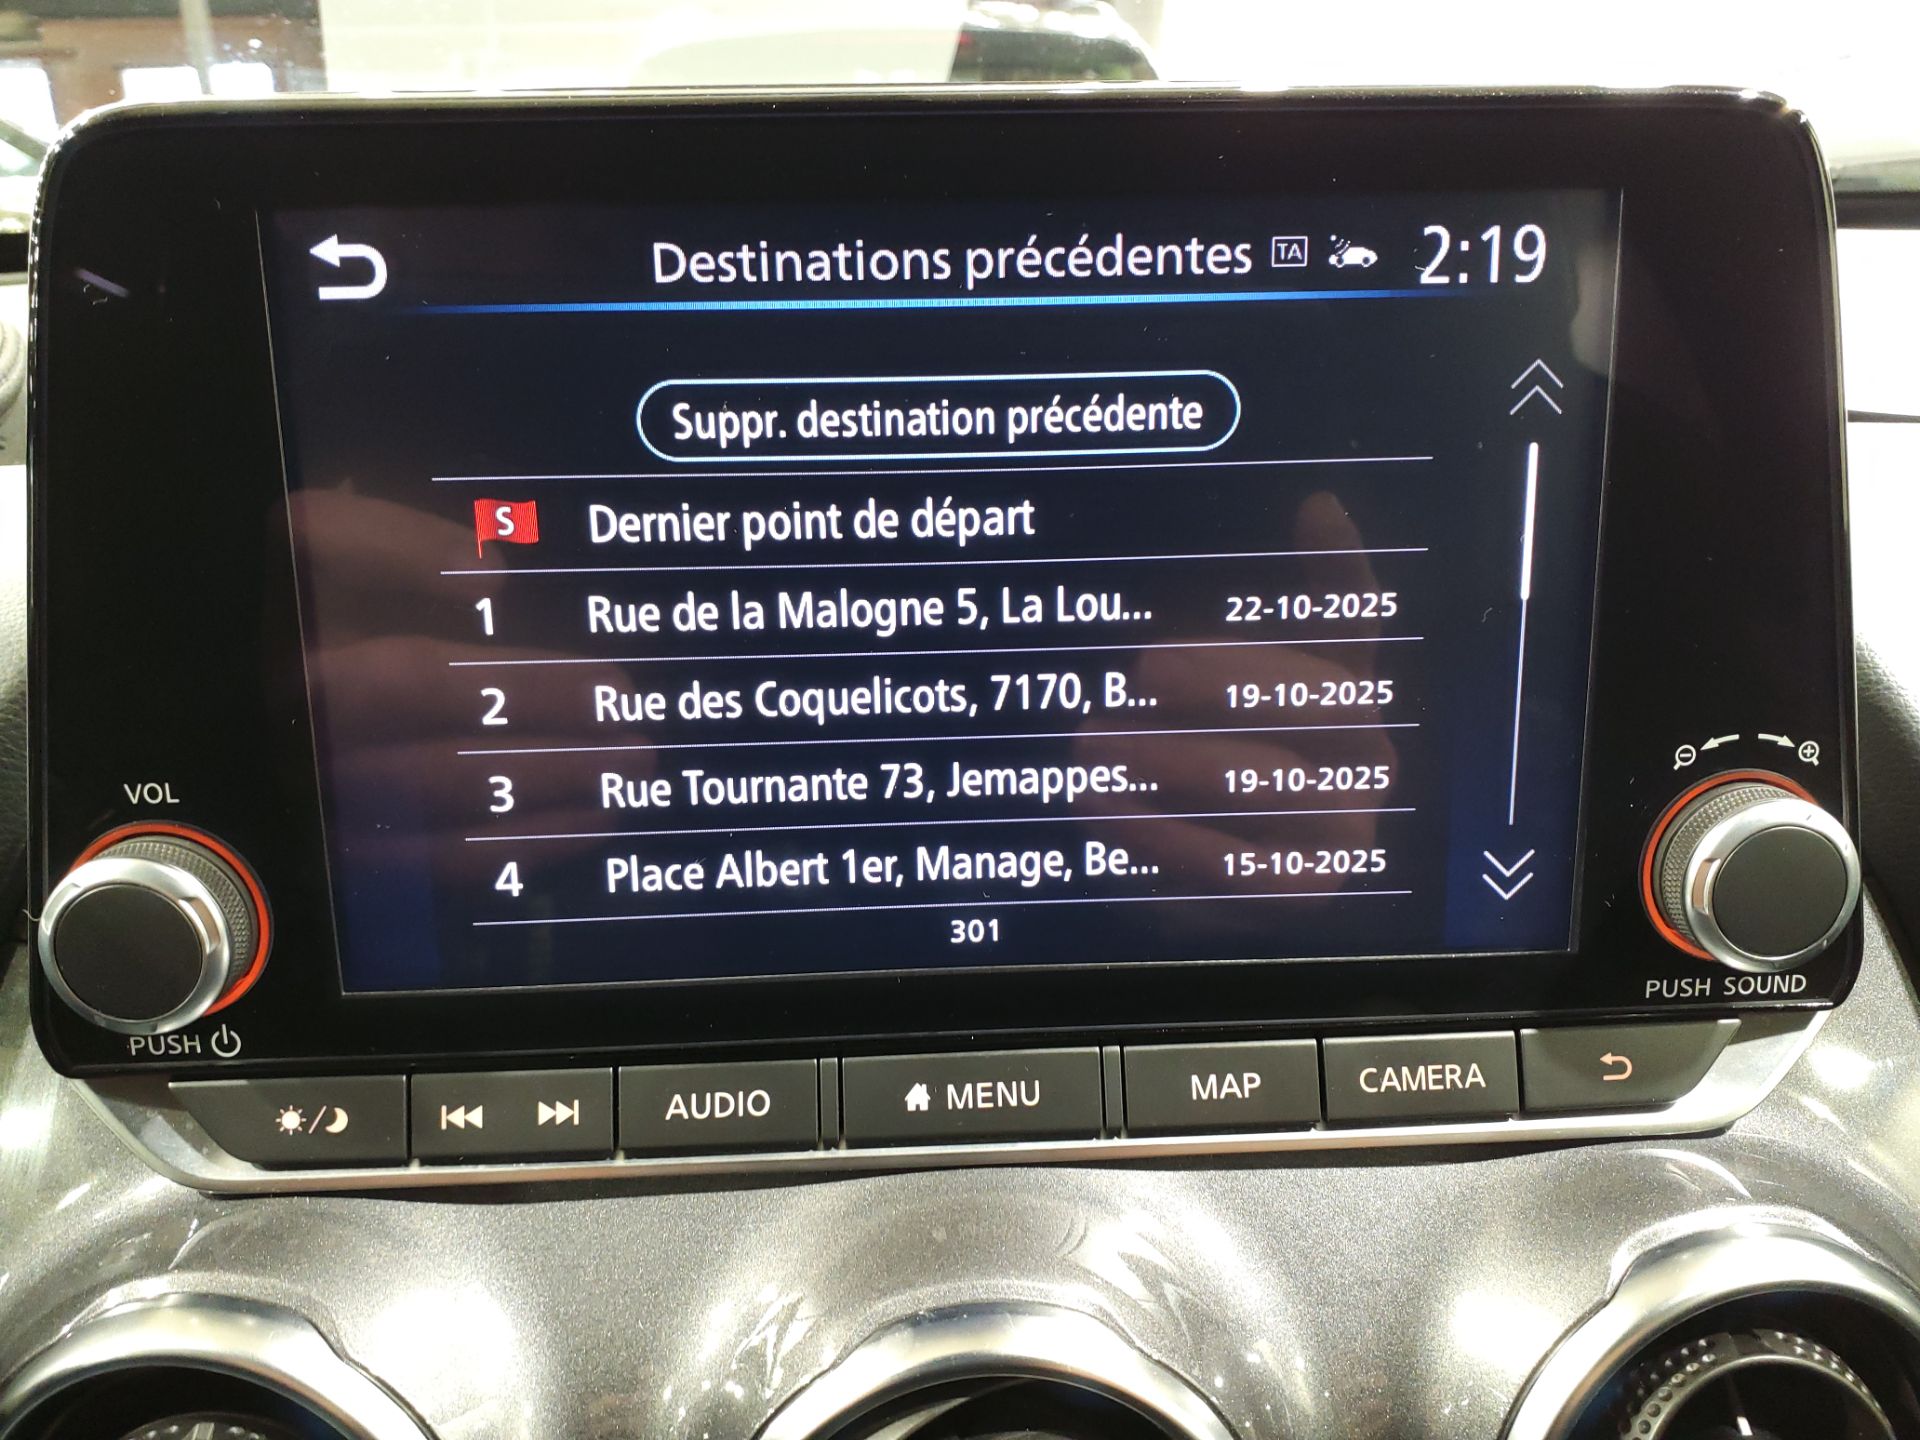 Destinations précédentes TA 2:19
Suppr. destination précédente
S Dernier point de départ
1 Rue de la Malogne 5, La Lou... 22-10-2025
2 Rue des Coquelicots, 7170, B... 19-10-2025
3 Rue Tournante 73, Jemappes... 19-10-2025
4 Place Albert 1er, Manage, Be... 15-10-2025
301
VOL
PUSH
PUSH SOUND
AUDIO
MENU
MAP
CAMERA